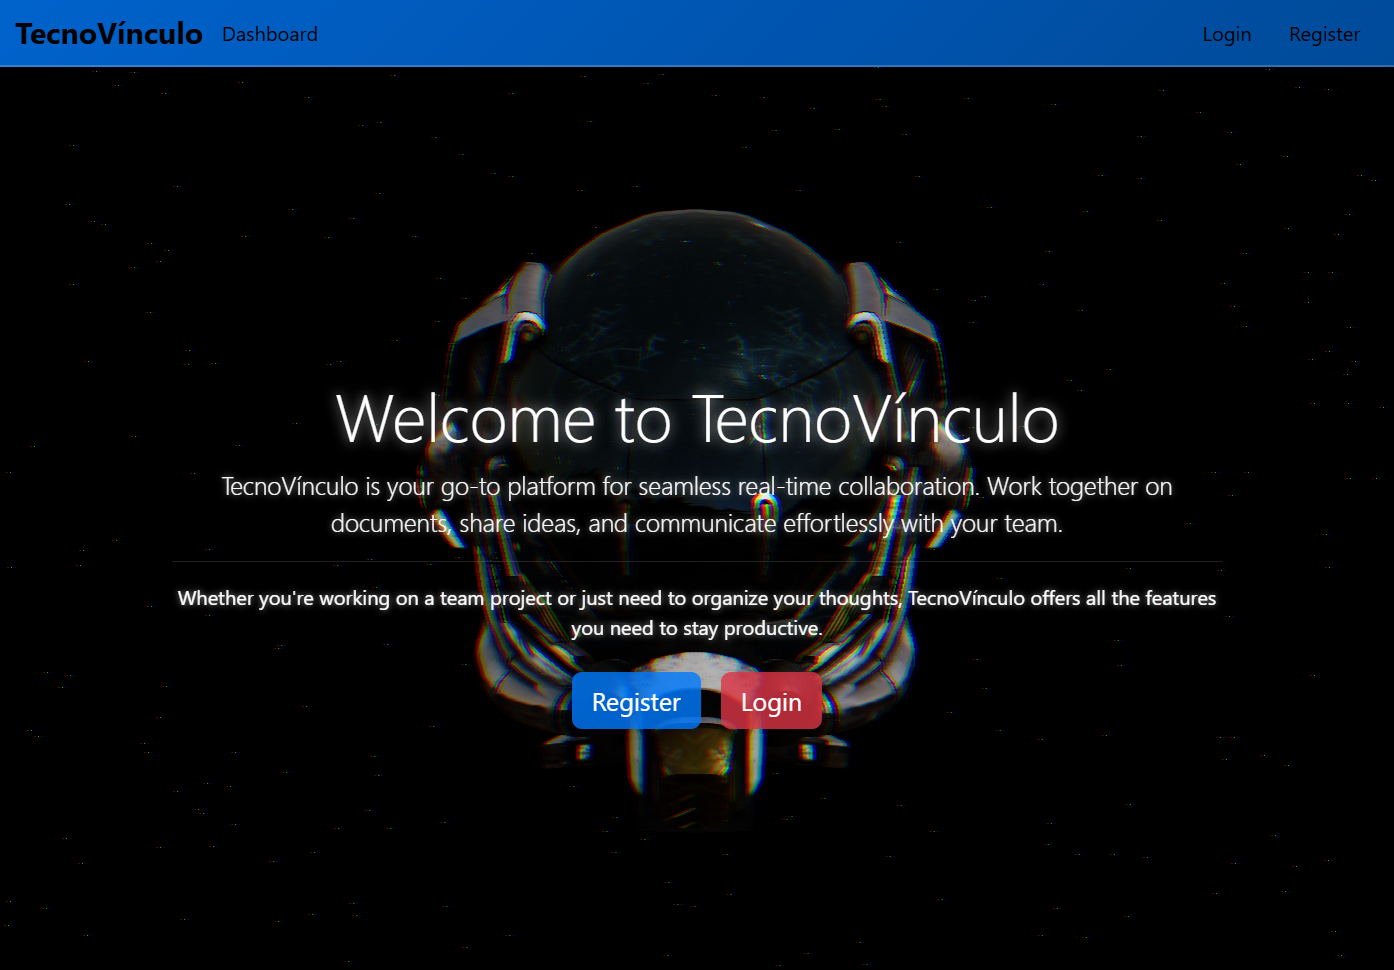 TecnoVínculo Dashboard Login Register
Welcome to TecnoVínculo
TecnoVínculo is your go-to platform for seamless real-time collaboration. Work together on
documents, share ideas, and communicate effortlessly with your team.
Whether you're working on a team project or just need to organize your thoughts, TecnoVínculo offers all the features
you need to stay productive.
Register Login